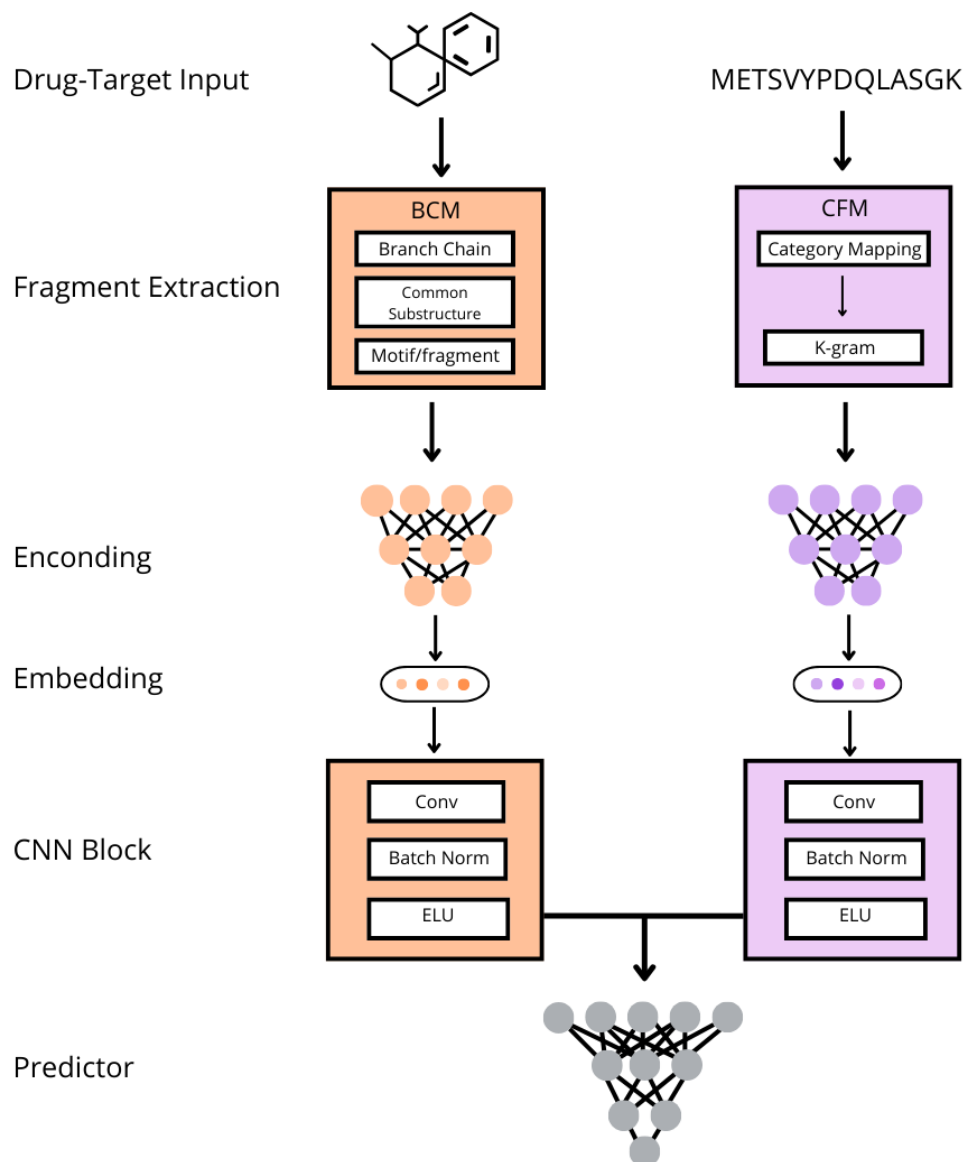 Drug-Target Input
METSVYPDQLASGK
Fragment Extraction
BCM
Branch Chain
Common
Substructure
Motif/fragment
CFM
Category Mapping
K-gram
Enconding
Embedding
CNN Block
Conv
Batch Norm
ELU
Conv
Batch Norm
ELU
Predictor